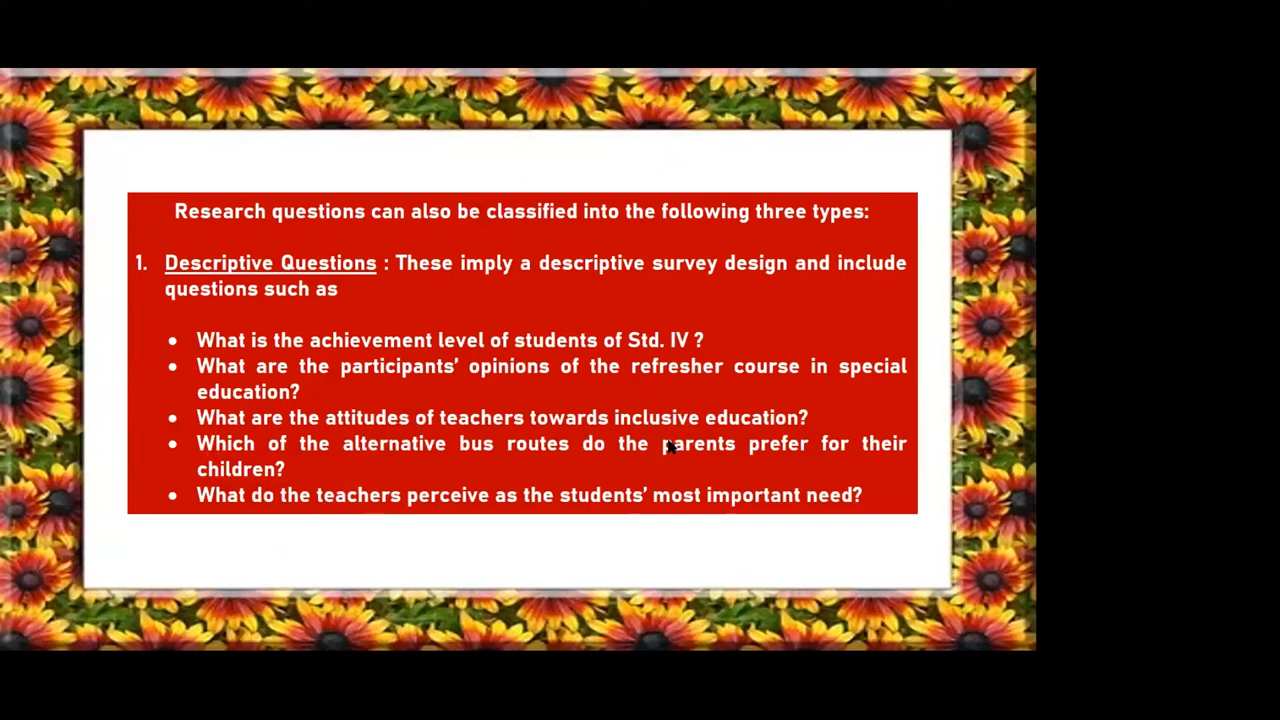 Research questions can also be classified into the following three types:
1. Descriptive Questions : These imply a descriptive survey design and include
questions such as
• What is the achievement level of students of Std. IV ?
• What are the participants' opinions of the refresher course in special
education?
• What are the attitudes of teachers towards inclusive education?
• Which of the alternative bus routes do the parents prefer for their
children?
• What do the teachers perceive as the students' most important need?